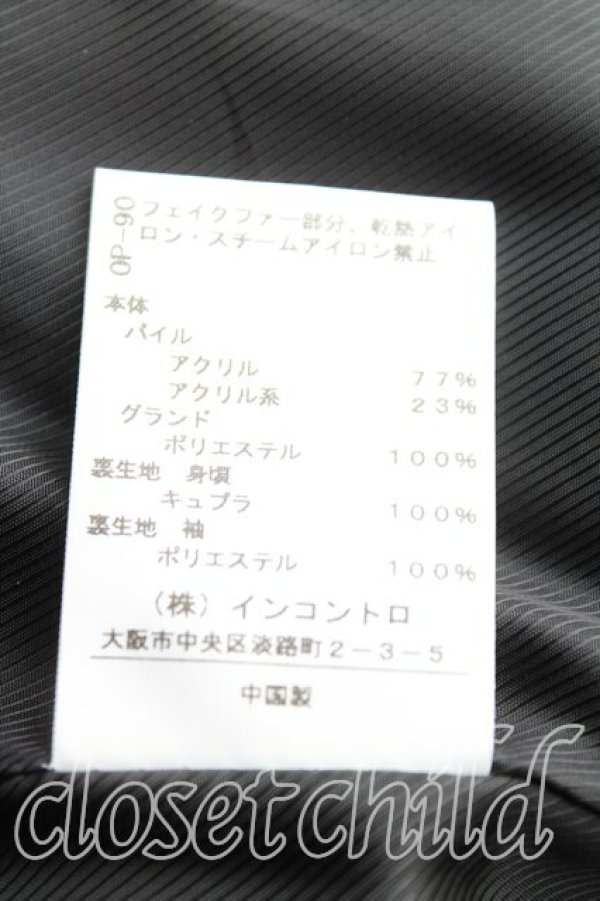 OP-90
フェイクファー部分、乾熱アイ
ロン・スチームアイロン禁止
本体
パイル
アクリル 77%
アクリル系 23%
グランド
ポリエステル 100%
裏生地 身頃
キュプラ 100%
裏生地 袖
ポリエステル 100%
(株)インコントロ
大阪市中央区淡路町2-3-5
中国製
closetchild